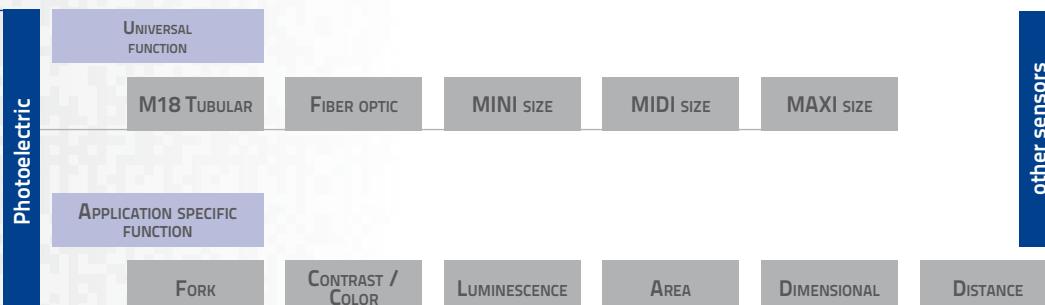 Photoelectric
Universal
function
M18 Tubular
Fiber optic
MINI size
MIDI size
MAXI size
Application specific
function
Fork
Contrast /
Color
Luminescence
Area
Dimensional
Distance
other sensors